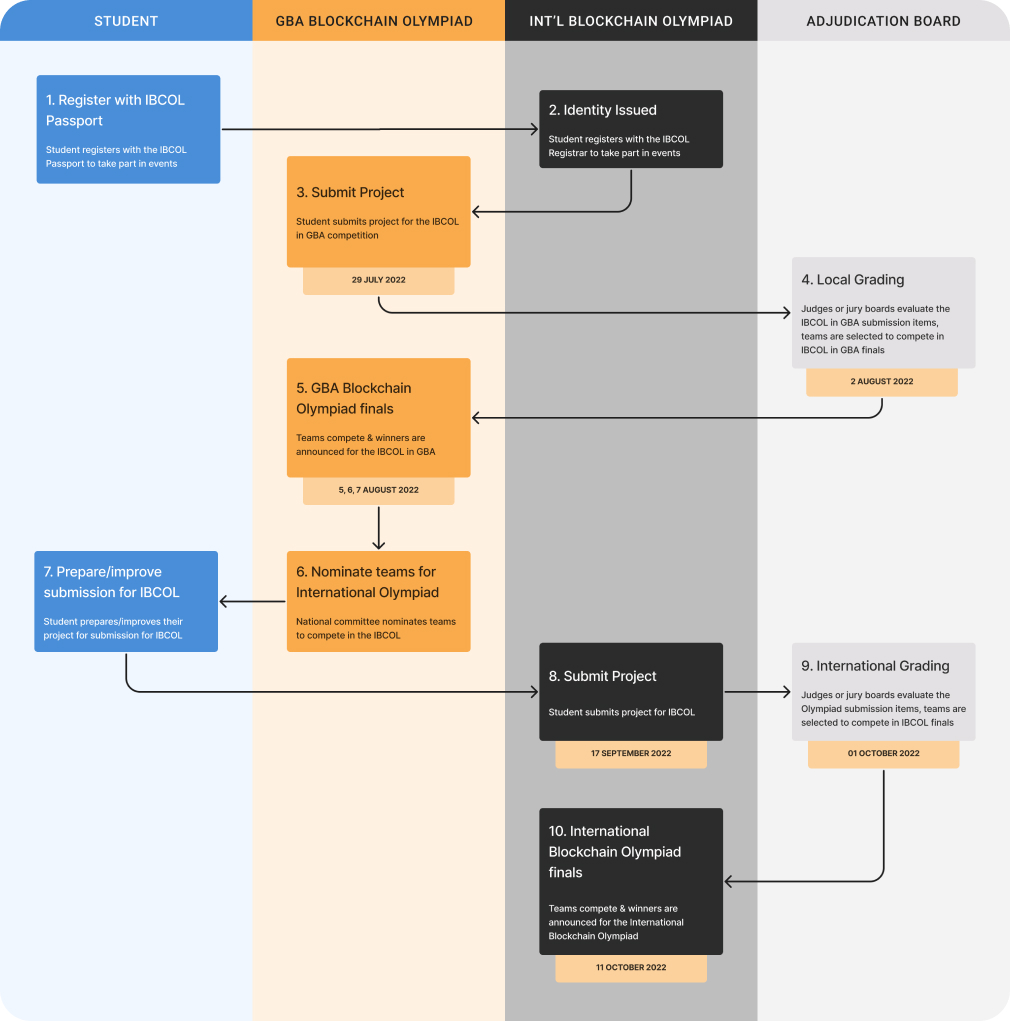 STUDENT
GBA BLOCKCHAIN OLYMPIAD
INT'L BLOCKCHAIN OLYMPIAD
ADJUDICATION BOARD
1. Register with IBCOL
Passport
Student registers with the IBCOL
Passport to take part in events
2. Identity Issued
Student registers with the IBCOL
Registrar to take part in events
3. Submit Project
Student submits project for the IBCOL
in GBA competition
29 JULY 2022
4. Local Grading
Judges or jury boards evaluate the
IBCOL in GBA submission items,
teams are selected to compete in
IBCOL in GBA finals
2 AUGUST 2022
5. GBA Blockchain
Olympiad finals
Teams compete & winners are
announced for the IBCOL in GBA
5, 6, 7 AUGUST 2022
6. Nominate teams for
International Olympiad
National committee nominates teams
to compete in the IBCOL
7. Prepare/improve
submission for IBCOL
Student prepares/improves their
project for submission for IBCOL
8. Submit Project
Student submits project for IBCOL
17 SEPTEMBER 2022
9. International Grading
Judges or jury boards evaluate the
Olympiad submission items, teams are
selected to compete in IBCOL finals
01 OCTOBER 2022
10. International
Blockchain Olympiad
finals
Teams compete & winners are
announced for the International
Blockchain Olympiad
11 OCTOBER 2022